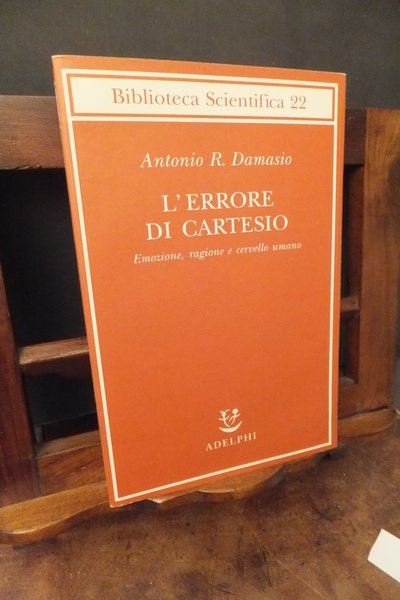 Biblioteca Scientifica 22
Antonio R. Damasio
L'ERRORE
DI CARTESIO
Emozione, ragione e cervello umano
ADELPHI